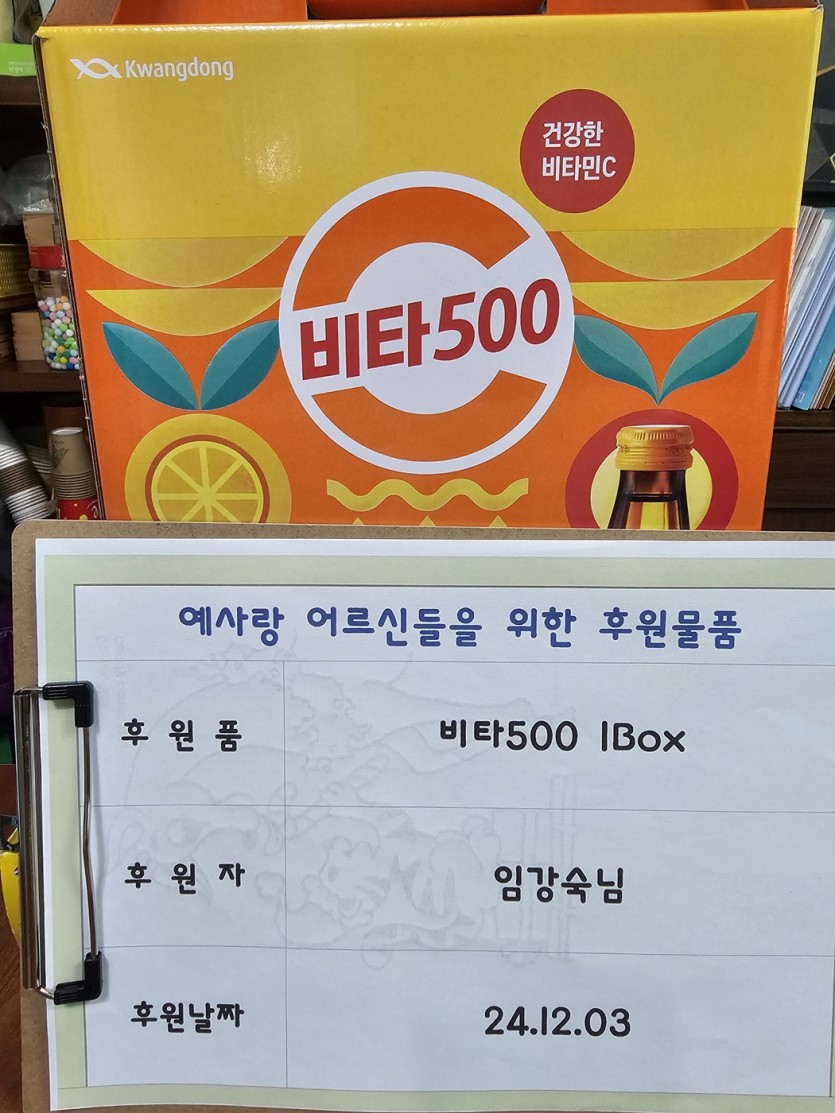 Kwangdong
건강한
비타민C
비타500
예사랑 어르신들을 위한 후원물품
후원품 비타500 1Box
후원자 임강숙님
후원날짜 24.12.03